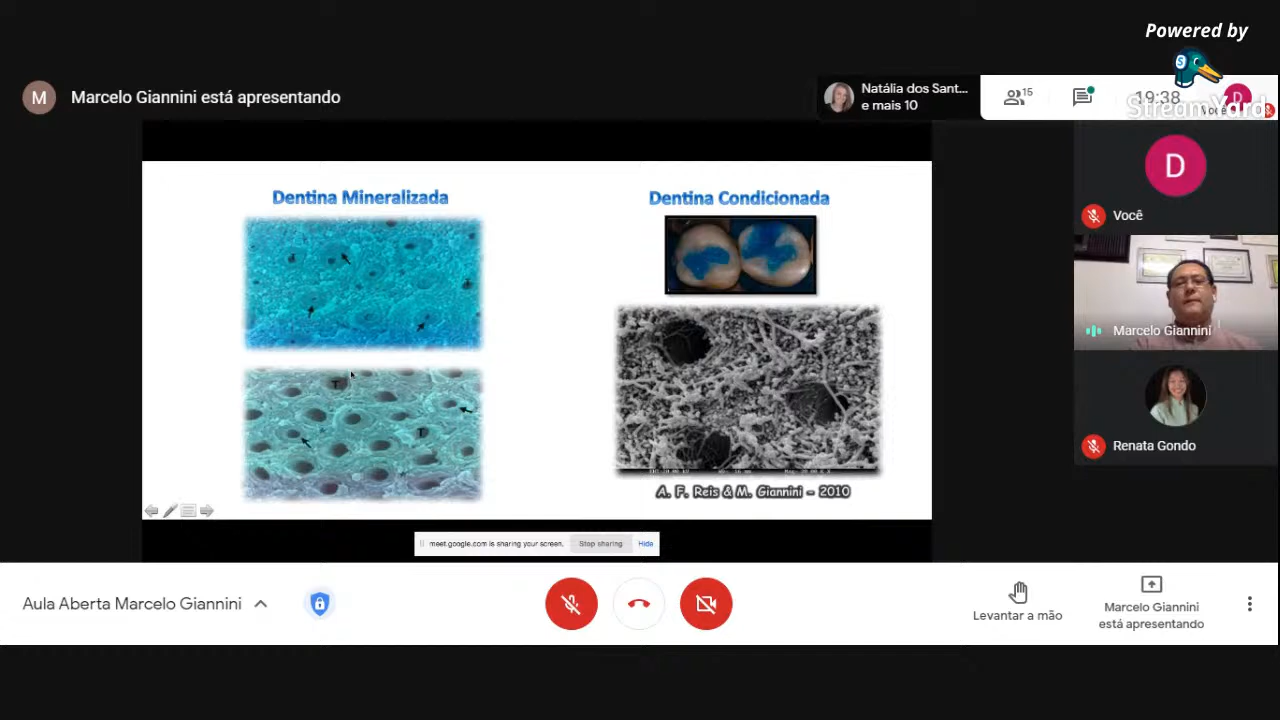 Powered by
StreamYard
M
Marcelo Giannini está apresentando
Natália dos Sant...
e mais 10
15
19:38
D
Você
Dentina Mineralizada
Dentina Condicionada
T
T
A. F. Reis & M. Giannini – 2010
D
Você
Marcelo Giannini
Renata Gondo
meet.google.com is sharing your screen.
Stop sharing
Hide
Aula Aberta Marcelo Giannini
Levantar a mão
Marcelo Giannini
está apresentando